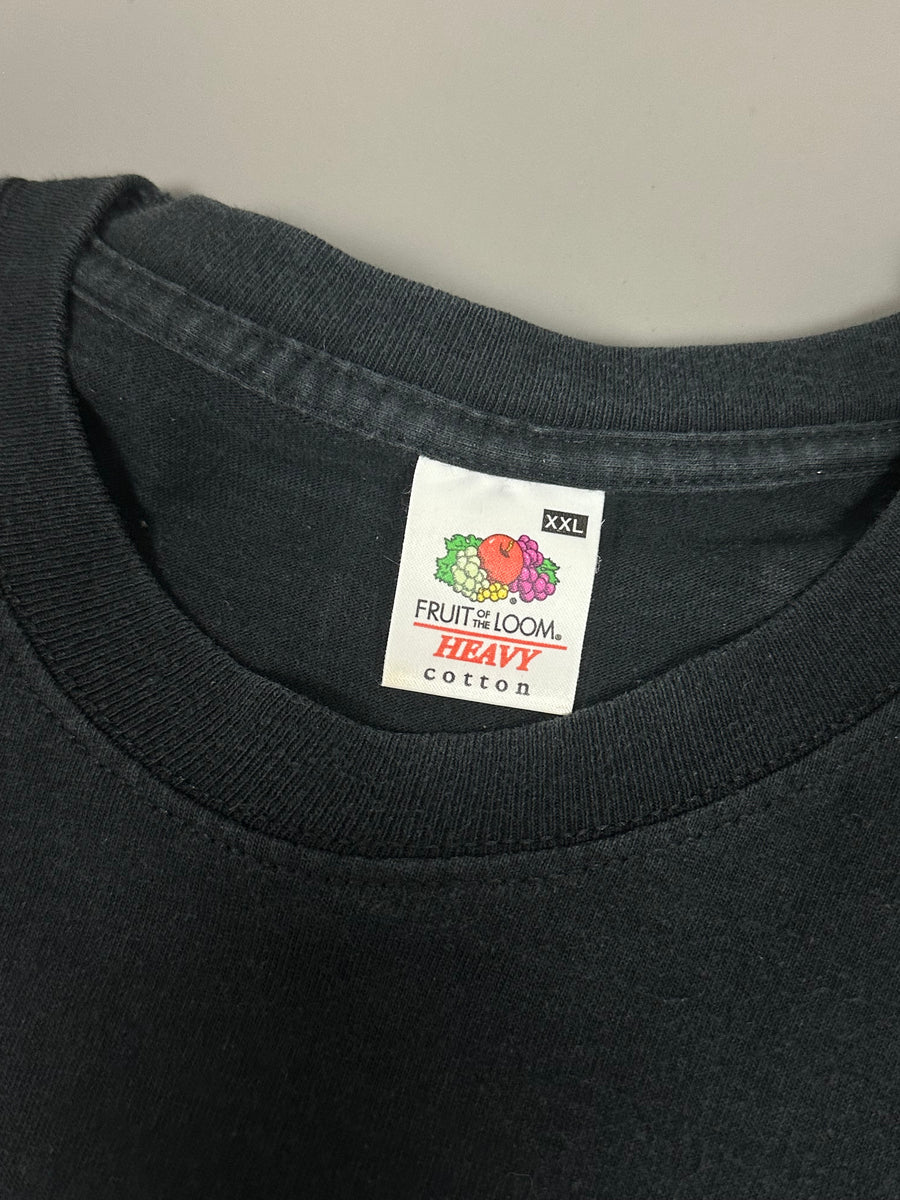 XXL
FRUIT OF THE LOOM®
HEAVY
cotton